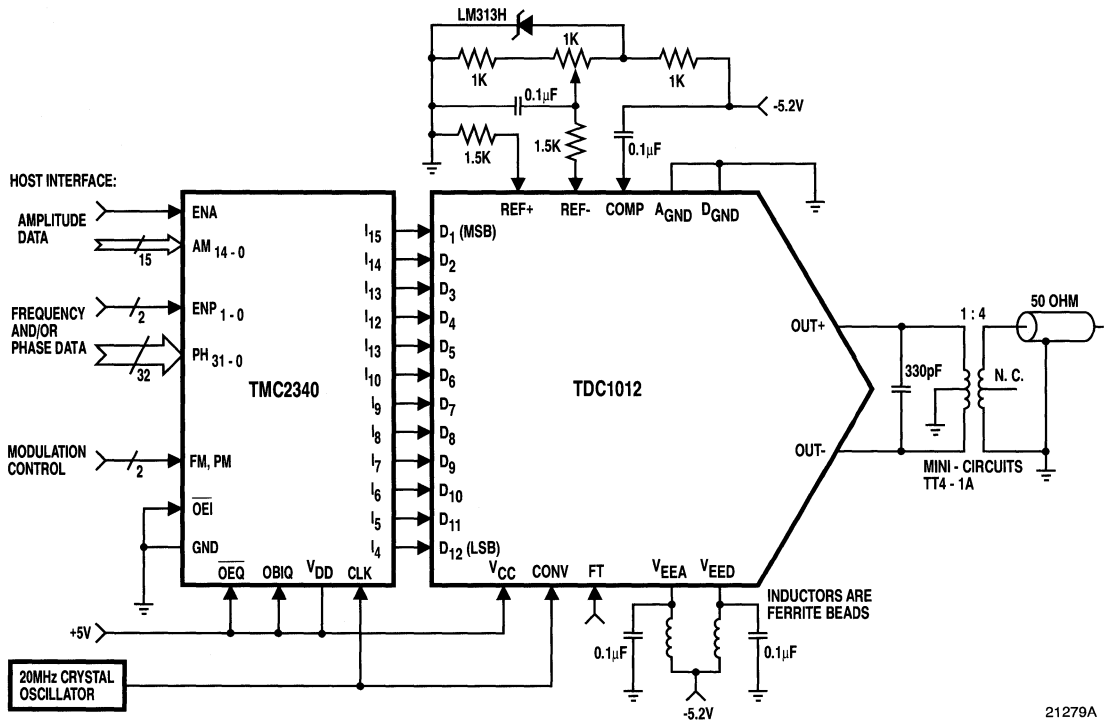 LM313H
1K
1K
1K
0.1µF
-5.2V
1.5K
1.5K
0.1µF
HOST INTERFACE:
AMPLITUDE
DATA
15
FREQUENCY
AND/OR
PHASE DATA
2
32
MODULATION
CONTROL
2
ENA
AM 14 - 0
ENP 1 - 0
PH 31 - 0
FM, PM
OEI
GND
OEQ
OBIQ
VDD
CLK
TMC2340
I15
I14
I13
I12
I13
I10
I9
I8
I7
I6
I5
I4
REF+
REF-
COMP
AGND
DGND
D1 (MSB)
D2
D3
D4
D5
D6
D7
D8
D9
D10
D11
D12 (LSB)
TDC1012
VCC
CONV
FT
VEEA
VEED
OUT+
OUT-
330pF
1 : 4
50 OHM
N. C.
MINI - CIRCUITS
TT4 - 1A
INDUCTORS ARE
FERRITE BEADS
0.1µF
0.1µF
-5.2V
+5V
20MHz CRYSTAL
OSCILLATOR
21279A